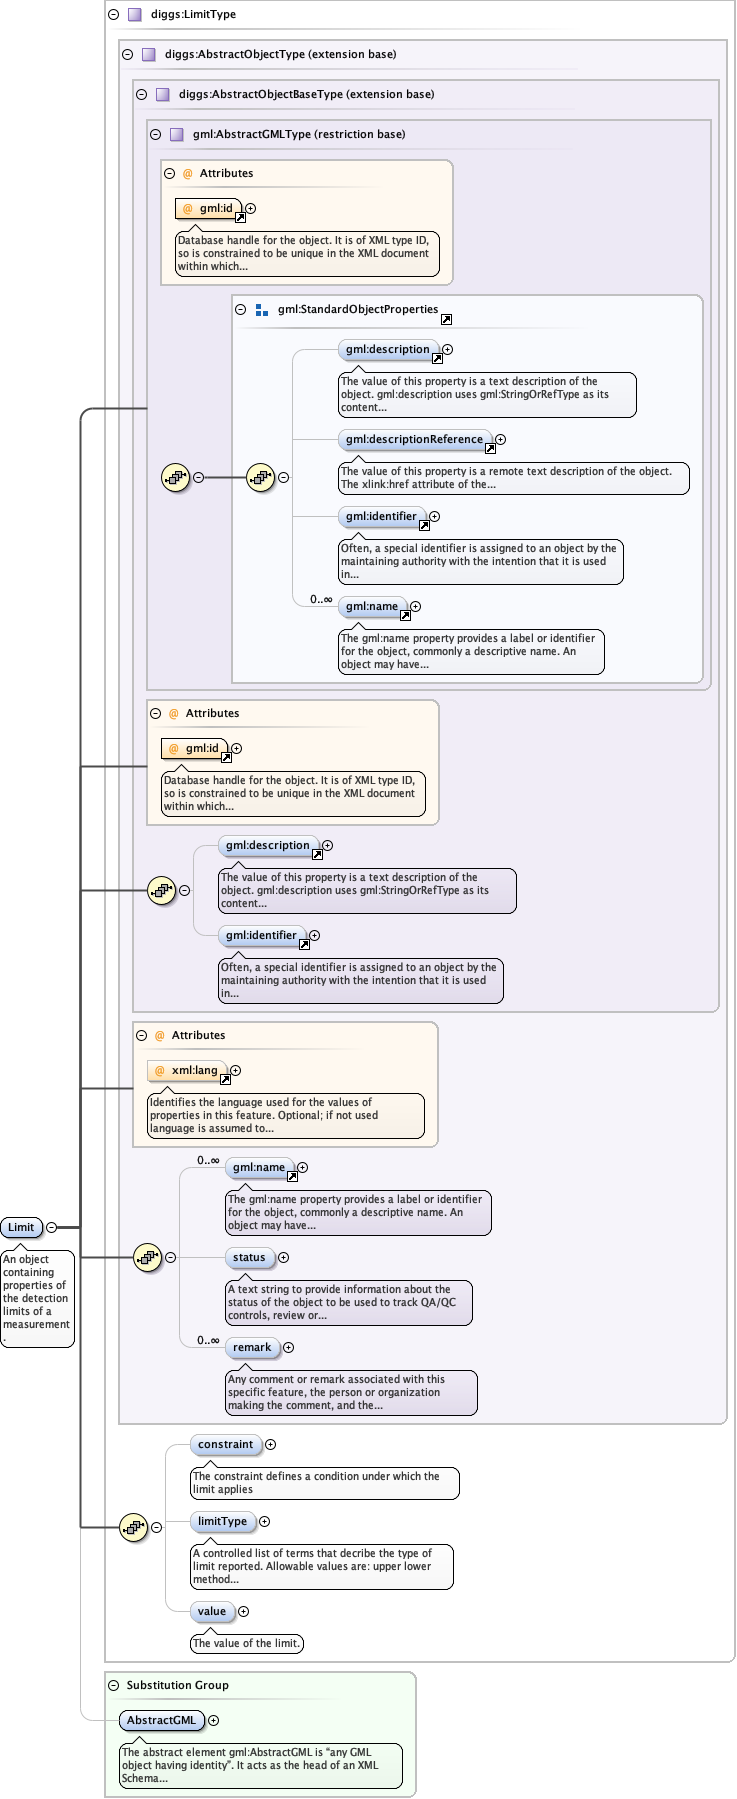 diggs:LimitType
diggs:AbstractObjectType (extension base)
diggs:AbstractObjectBaseType (extension base)
gml:AbstractGMLType (restriction base)
@ Attributes
@ gml:id
Database handle for the object. It is of XML type ID,
so is constrained to be unique in the XML document
within which...
gml:StandardObjectProperties
gml:description
The value of this property is a text description of the
object. gml:description uses gml:StringOrRefType as its
content...
gml:descriptionReference
The value of this property is a remote text description of the object.
The xlink:href attribute of the...
gml:identifier
Often, a special identifier is assigned to an object by the
maintaining authority with the intention that it is used
in...
0..∞
gml:name
The gml:name property provides a label or identifier
for the object, commonly a descriptive name. An
object may have...
@ Attributes
@ gml:id
Database handle for the object. It is of XML type ID,
so is constrained to be unique in the XML document
within which...
gml:description
The value of this property is a text description of the
object. gml:description uses gml:StringOrRefType as its
content...
gml:identifier
Often, a special identifier is assigned to an object by the
maintaining authority with the intention that it is used
in...
@ Attributes
@ xml:lang
Identifies the language used for the values of
properties in this feature. Optional; if not used
language is assumed to...
0..∞
gml:name
The gml:name property provides a label or identifier
for the object, commonly a descriptive name. An
object may have...
Limit
An object
containing
properties of
the detection
limits of a
measurement
.
status
A text string to provide information about the
status of the object to be used to track QA/QC
controls, review or...
0..∞
remark
Any comment or remark associated with this
specific feature, the person or organization
making the comment, and the...
constraint
The constraint defines a condition under which the
limit applies
limitType
A controlled list of terms that decribe the type of
limit reported. Allowable values are: upper lower
method...
value
The value of the limit.
Substitution Group
AbstractGML
The abstract element gml:AbstractGML is “any GML
object having identity”. It acts as the head of an XML
Schema...